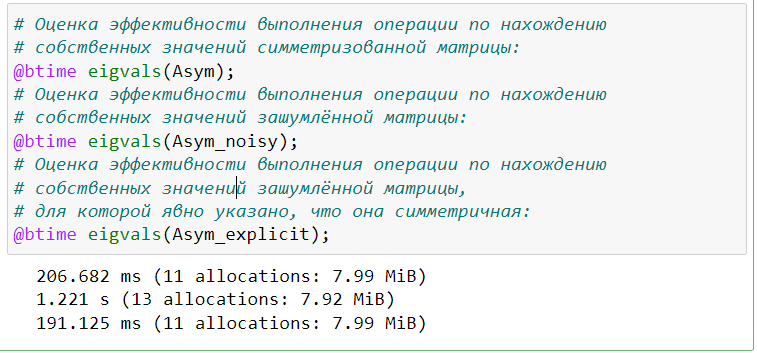 # Оценка эффективности выполнения операции по нахождению
# собственных значений симметризованной матрицы:
@btime eigvals(Asym);
# Оценка эффективности выполнения операции по нахождению
# собственных значений зашумлённой матрицы:
@btime eigvals(Asym_noisy);
# Оценка эффективности выполнения операции по нахождению
# собственных значений зашумлённой матрицы,
# для которой явно указано, что она симметричная:
@btime eigvals(Asym_explicit);
206.682 ms (11 allocations: 7.99 MiB)
1.221 s (13 allocations: 7.92 MiB)
191.125 ms (11 allocations: 7.99 MiB)